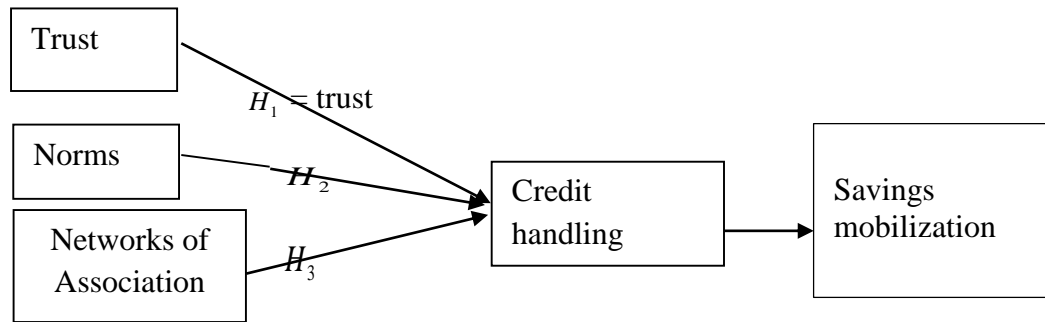 Trust
H₁ = trust
Norms
H₂
Credit
handling
Savings
mobilization
Networks of
Association
H₃